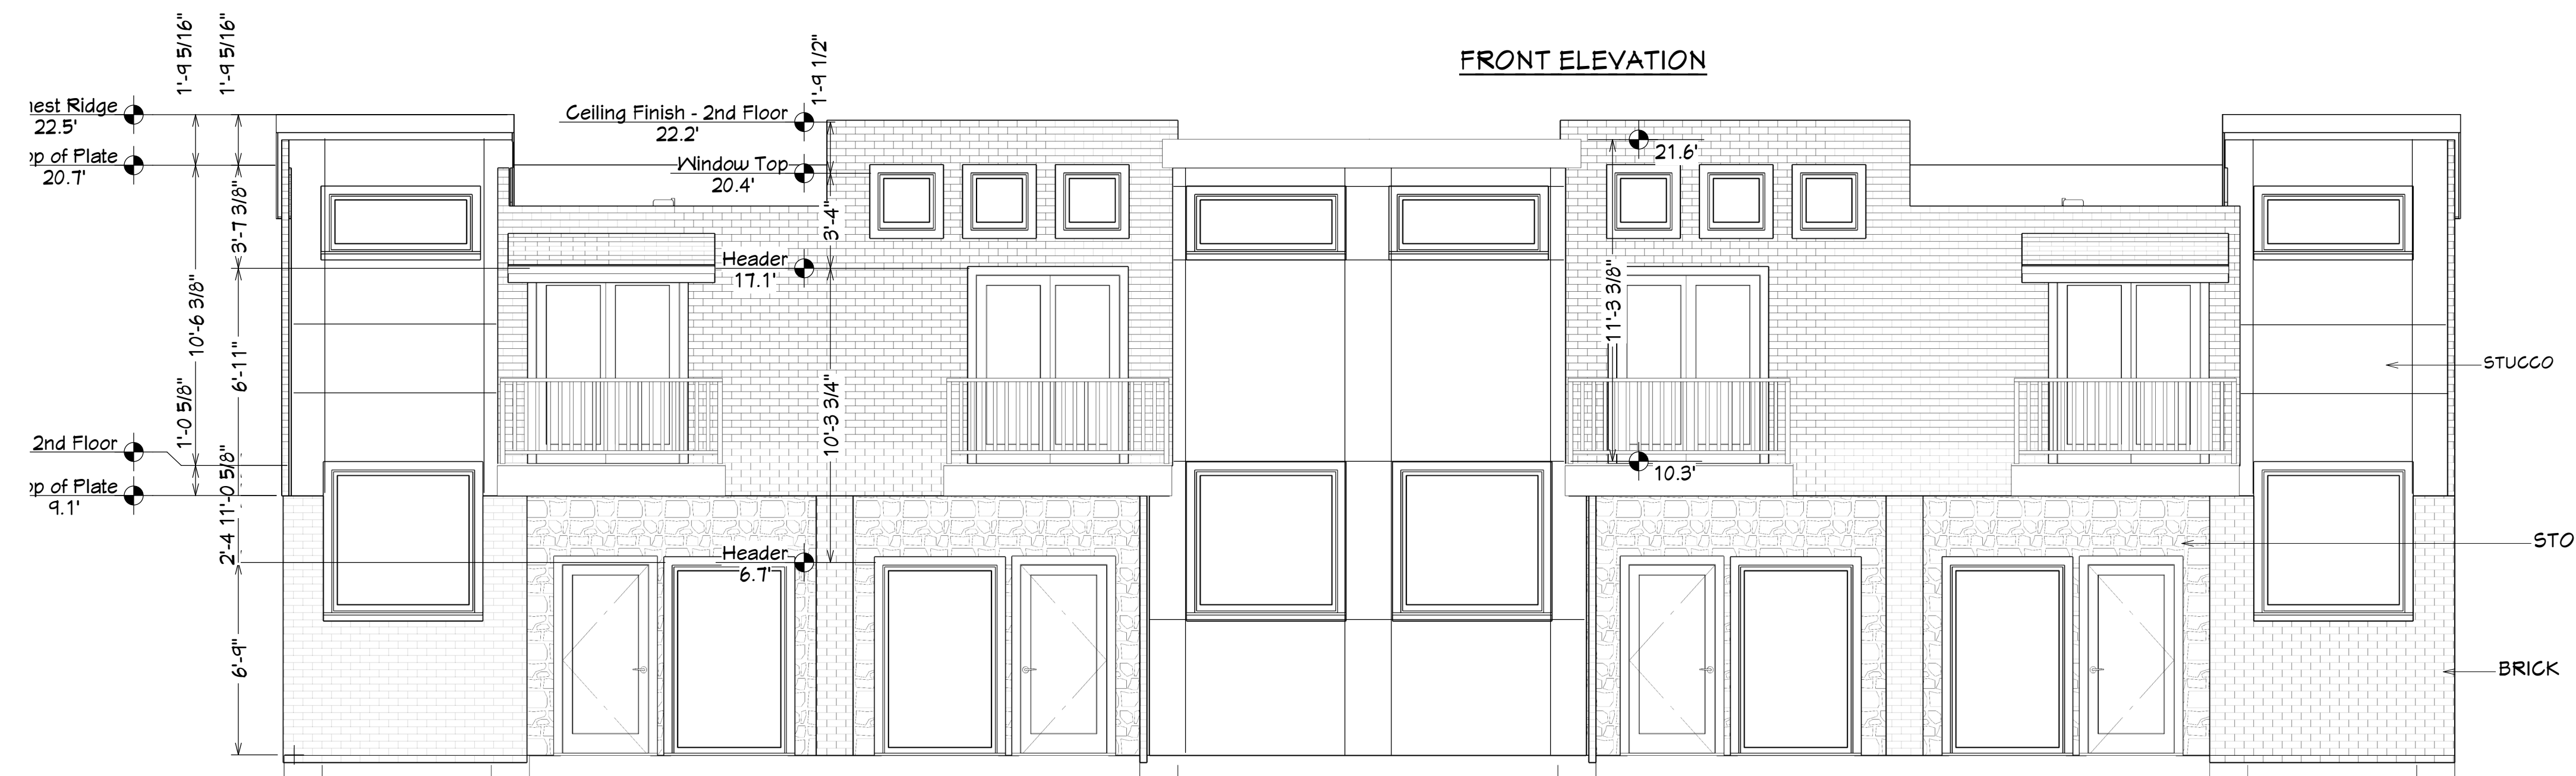 FRONT ELEVATION
1'-9 5/16"
1'-9 5/16"
1'-9 1/2"
Ridge
22.5'
Ceiling Finish - 2nd Floor
22.2'
21.6'
of Plate
20.7'
Window Top
20.4'
3'-7 3/8"
3'-4"
Header
17.1'
10'-6 3/8"
6'-11"
11'-3 3/8"
10'-3 3/4"
STUCCO
1'-0 5/8"
2nd Floor
10.3'
of Plate
9.1'
2'-4
11'-0 5/8"
Header
6.7'
STO
6'-9"
BRICK